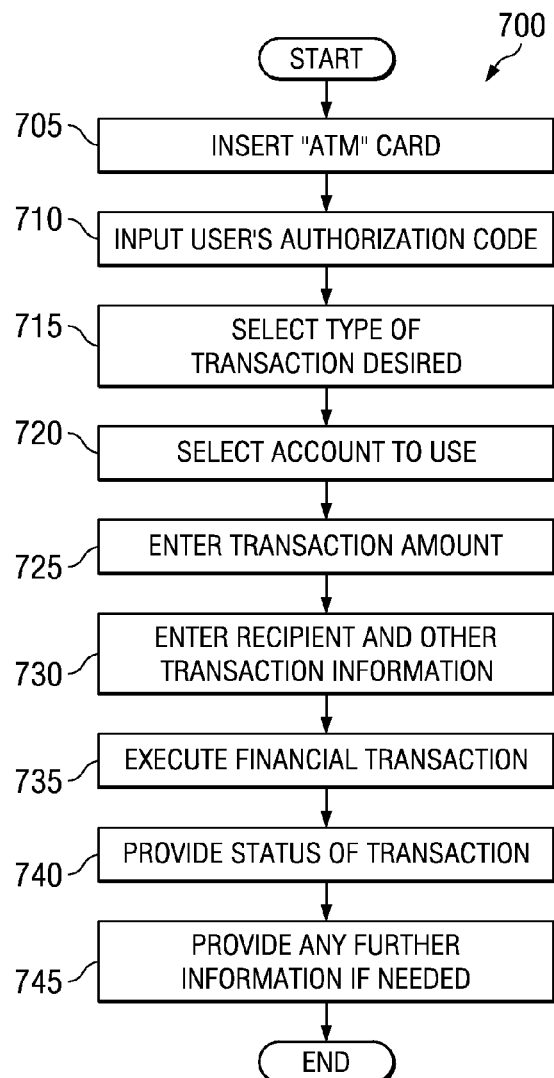 700
START
705
INSERT "ATM" CARD
710
INPUT USER'S AUTHORIZATION CODE
715
SELECT TYPE OF
TRANSACTION DESIRED
720
SELECT ACCOUNT TO USE
725
ENTER TRANSACTION AMOUNT
730
ENTER RECIPIENT AND OTHER
TRANSACTION INFORMATION
735
EXECUTE FINANCIAL TRANSACTION
740
PROVIDE STATUS OF TRANSACTION
745
PROVIDE ANY FURTHER
INFORMATION IF NEEDED
END